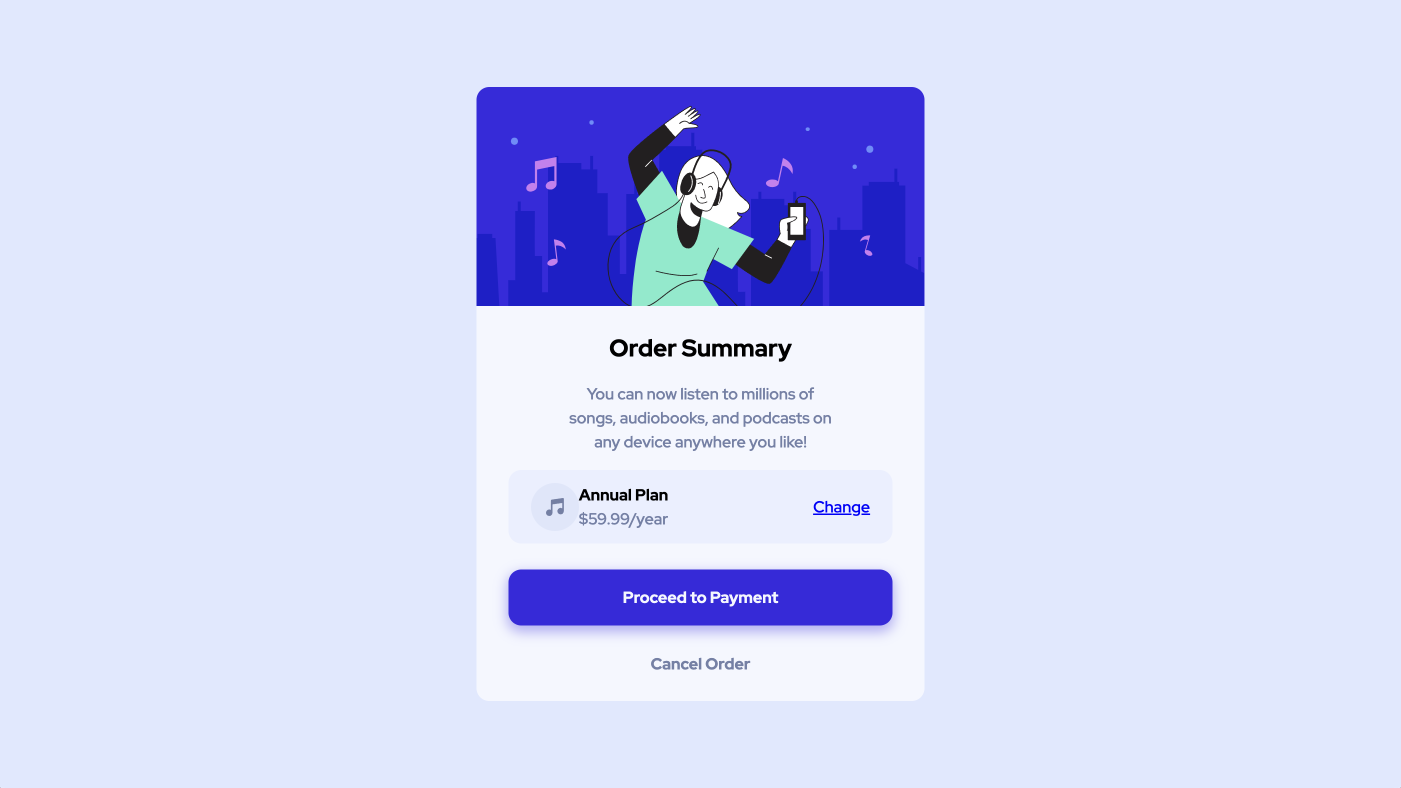 Order Summary
You can now listen to millions of
songs, audiobooks, and podcasts on
any device anywhere you like!
Annual Plan
$59.99/year
Change
Proceed to Payment
Cancel Order